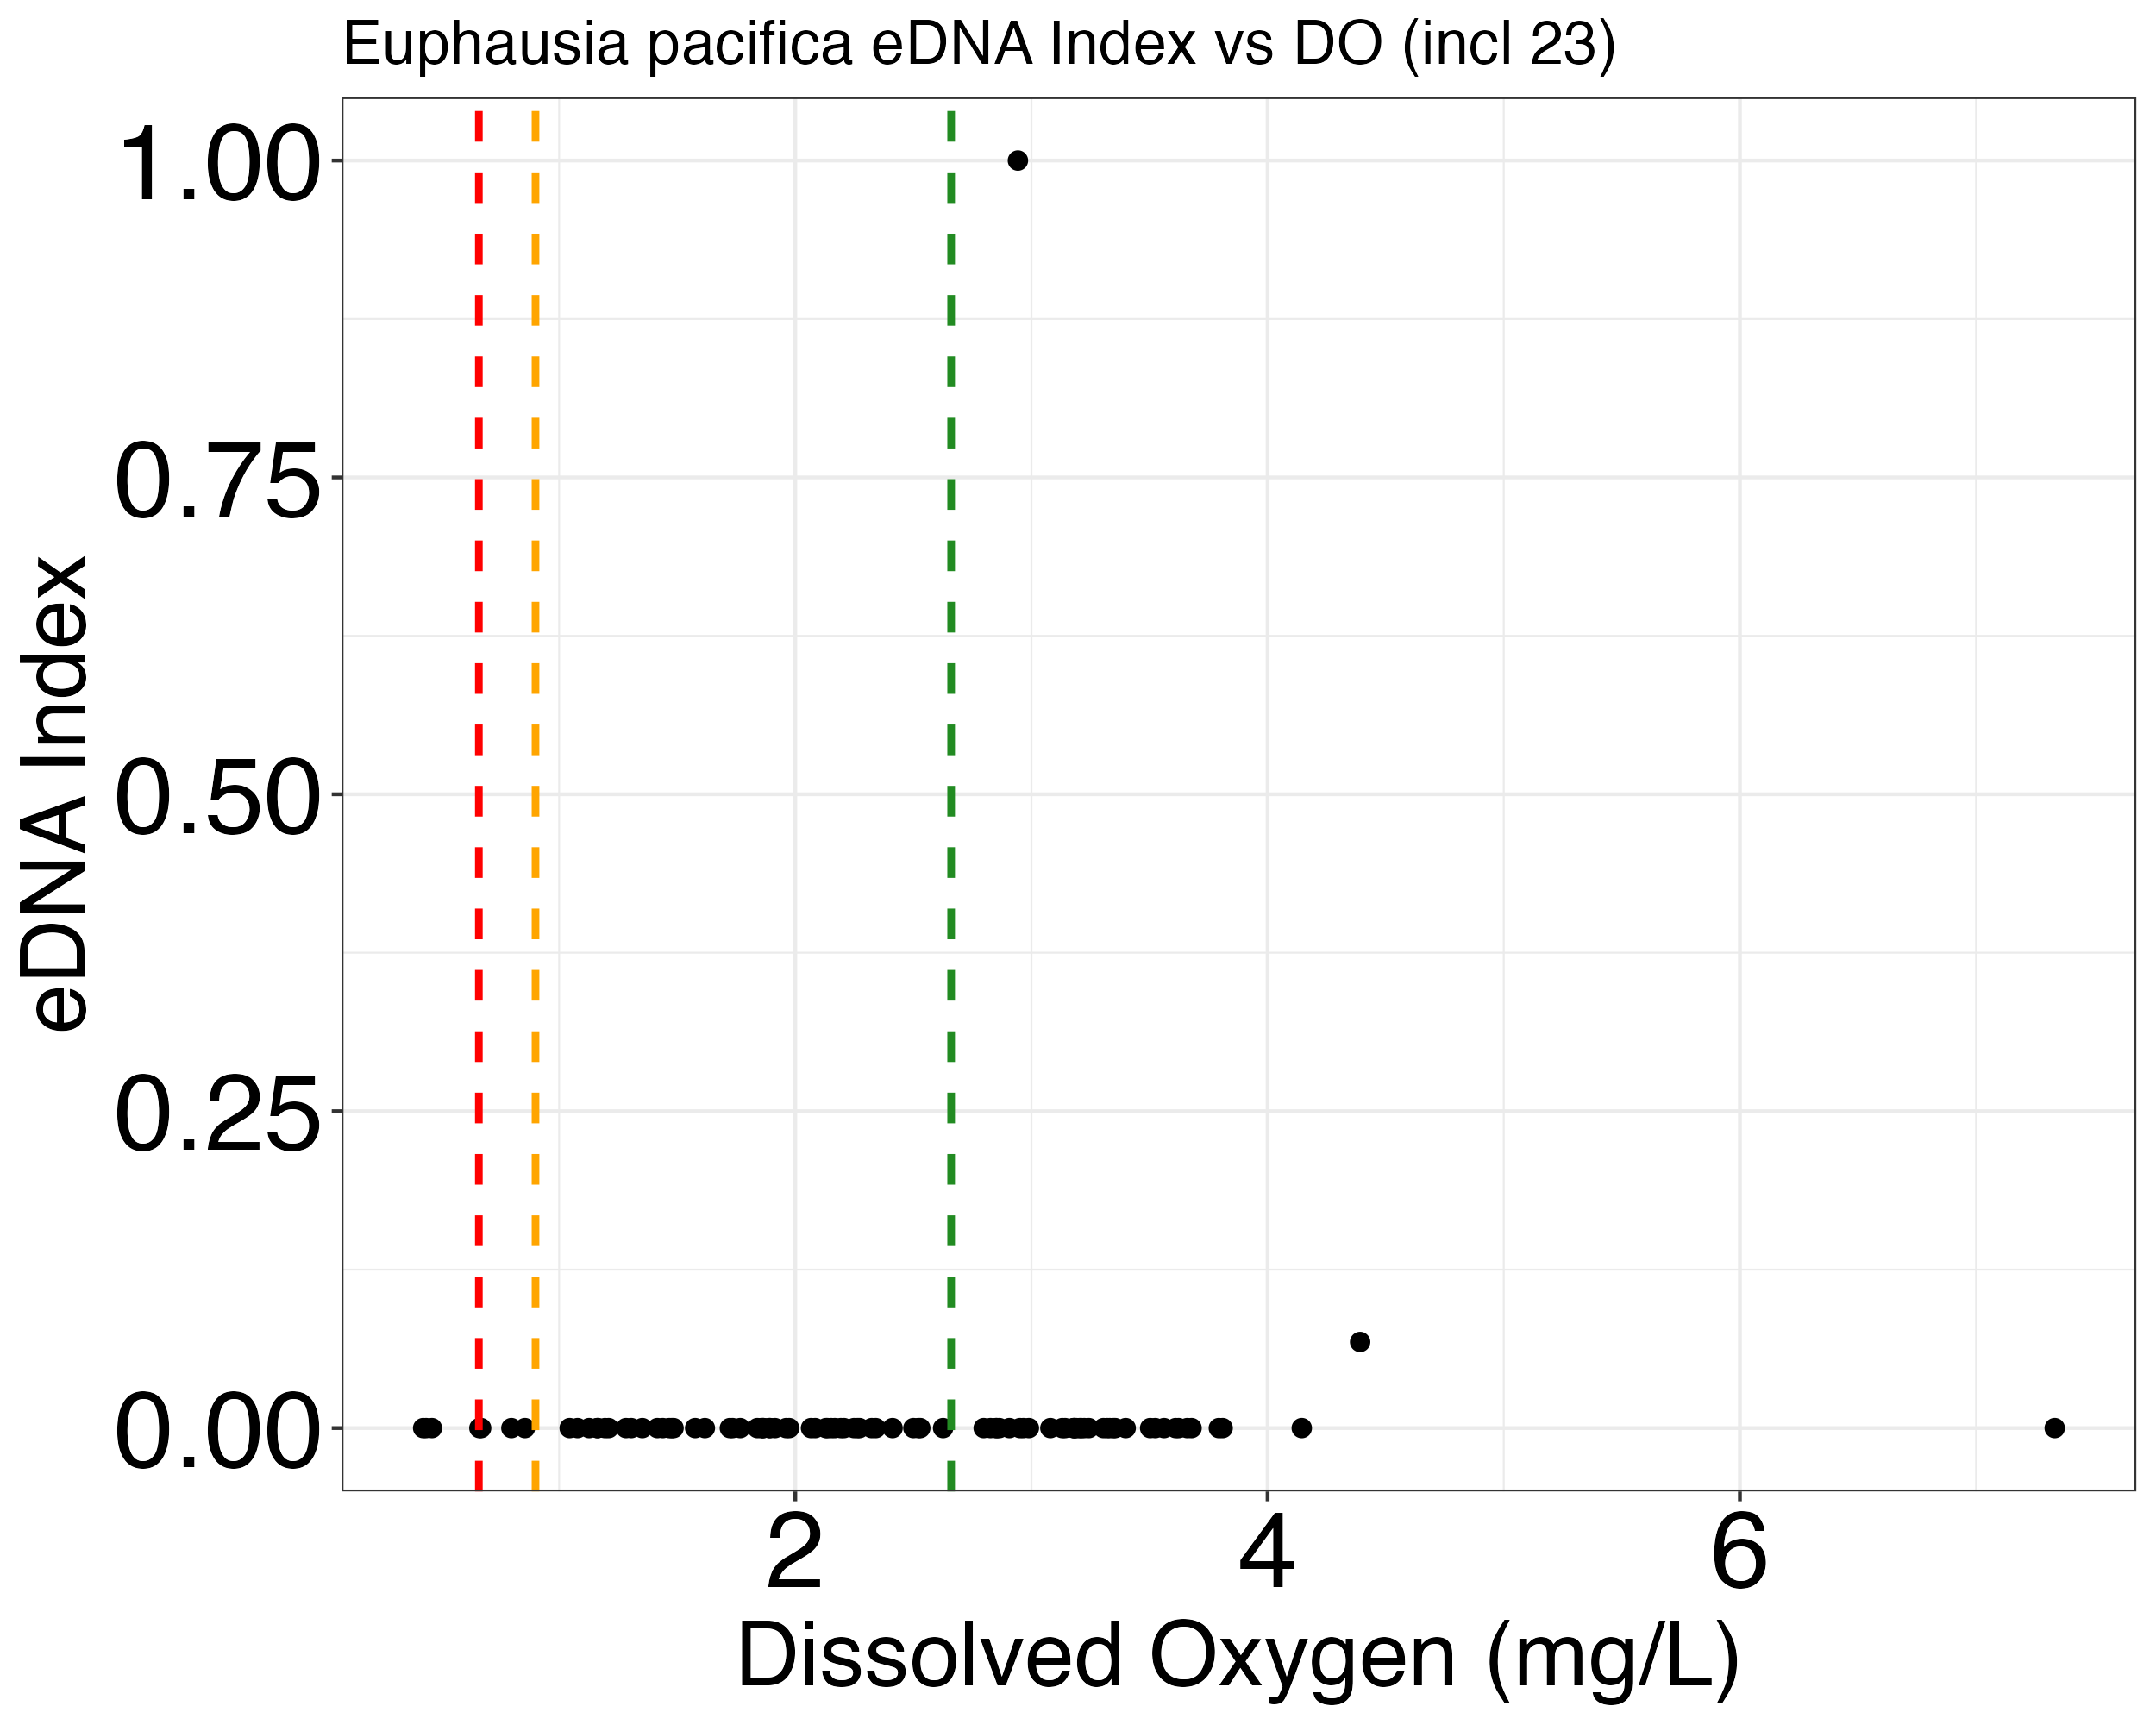 Euphausia pacifica eDNA Index vs DO (incl 23)
1.00
0.75
0.50
0.25
0.00
eDNA Index
2 4 6
Dissolved Oxygen (mg/L)